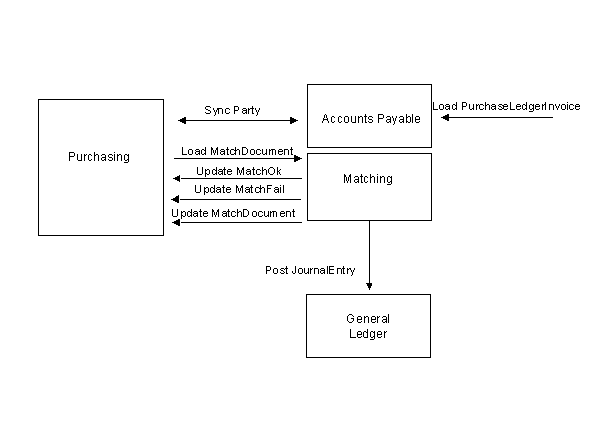 Sync Party
Accounts Payable
Load PurchaseLedgerInvoice
Purchasing
Load MatchDocument
Update MatchOk
Matching
Update MatchFail
Update MatchDocument
Post JournalEntry
General
Ledger